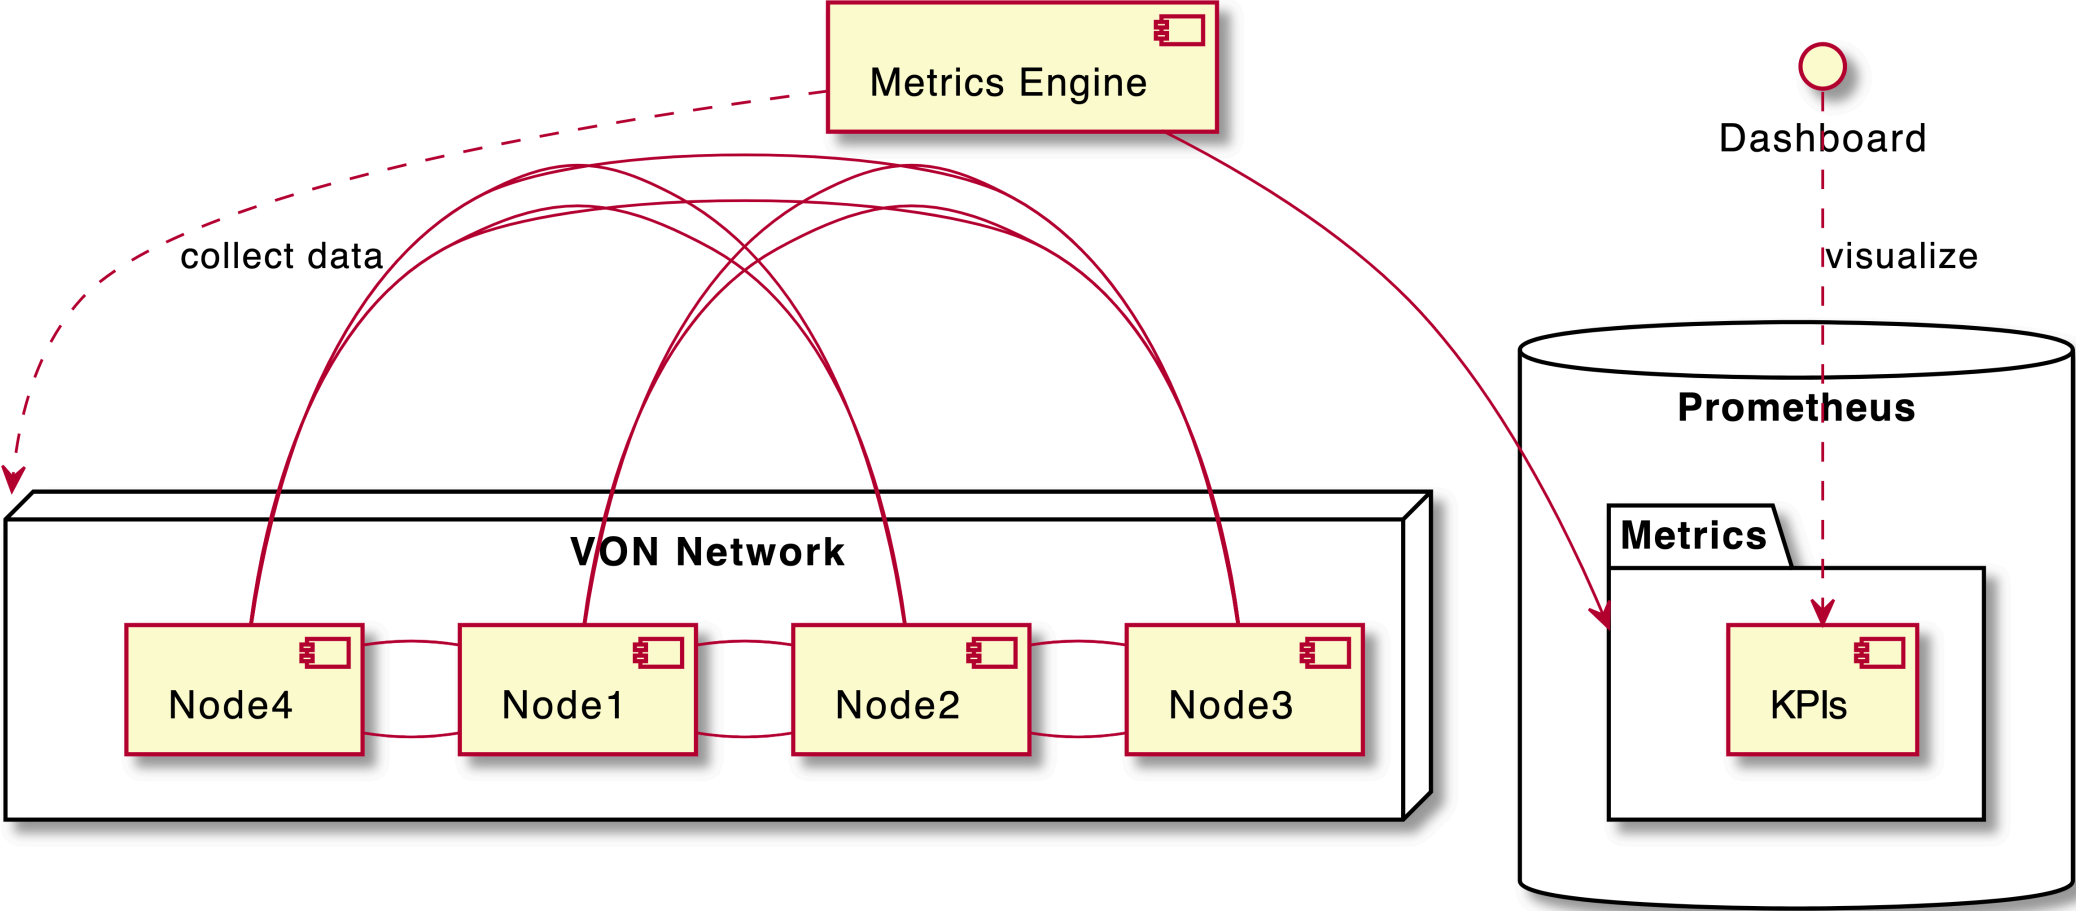 Metrics Engine
Dashboard
collect data
visualize
Prometheus
Metrics
VON Network
Node4
Node1
Node2
Node3
KPIs